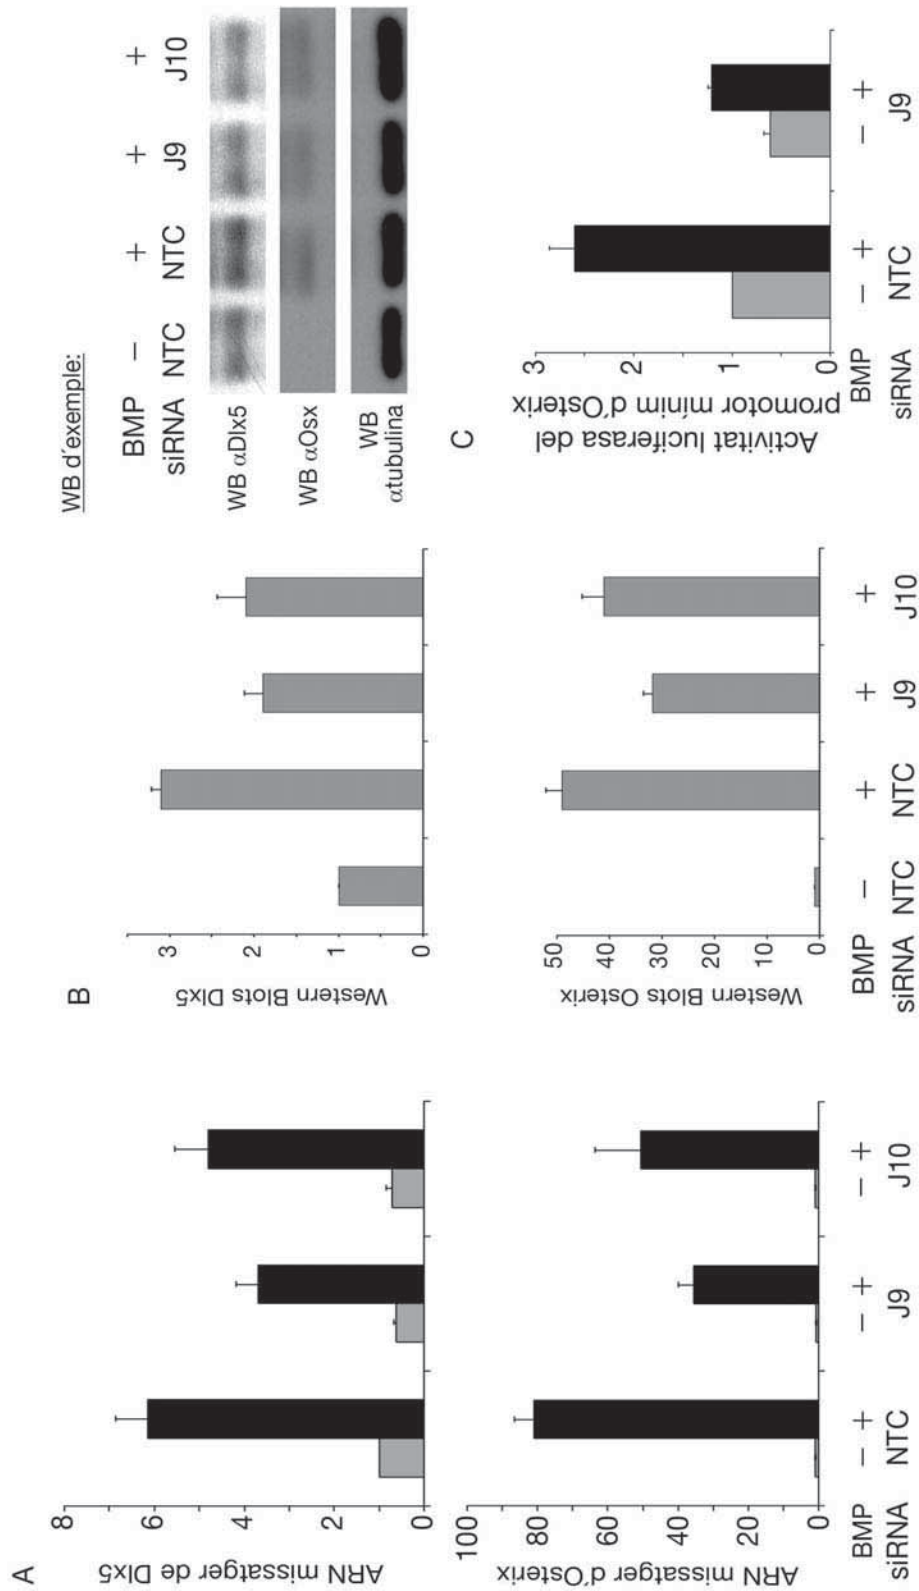 A
ARN missatger de Dlx5
8
6
4
2
0
ARN missatger d'Osterix
100
80
60
40
20
0
BMP − + − + − +
siRNA NTC J9 J10
B
Western Blots Dlx5
3
2
1
0
Western Blots Osterix
50
40
30
20
10
0
BMP − + + +
siRNA NTC NTC J9 J10
WB d'exemple:
BMP − + + +
siRNA NTC NTC J9 J10
WB αDlx5
WB αOsx
WB
αtubulina
C
Activitat luciferasa del
promotor mínim d'Osterix
3
2
1
0
BMP − + − +
siRNA NTC J9